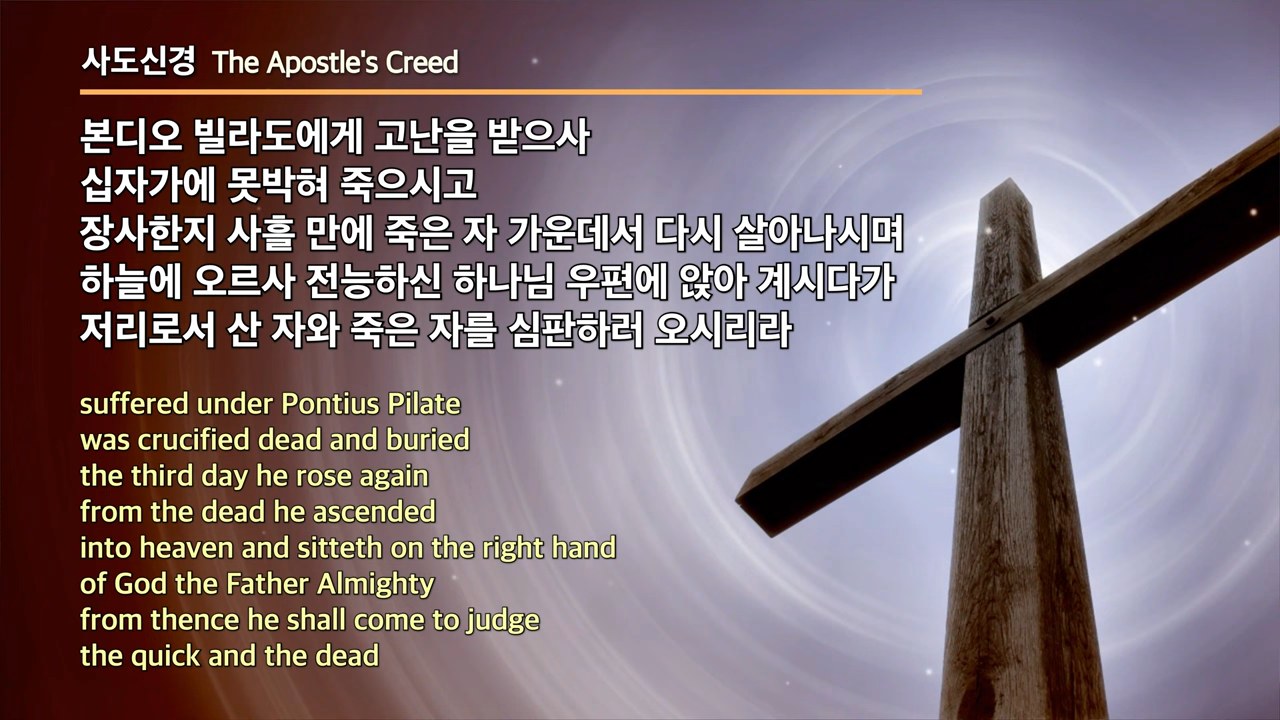 사도신경 The Apostle's Creed
본디오 빌라도에게 고난을 받으사
십자가에 못박혀 죽으시고
장사한지 사흘 만에 죽은 자 가운데서 다시 살아나시며
하늘에 오르사 전능하신 하나님 우편에 앉아 계시다가
저리로서 산 자와 죽은 자를 심판하러 오시리라
suffered under Pontius Pilate
was crucified dead and buried
the third day he rose again
from the dead he ascended
into heaven and sitteth on the right hand
of God the Father Almighty
from thence he shall come to judge
the quick and the dead